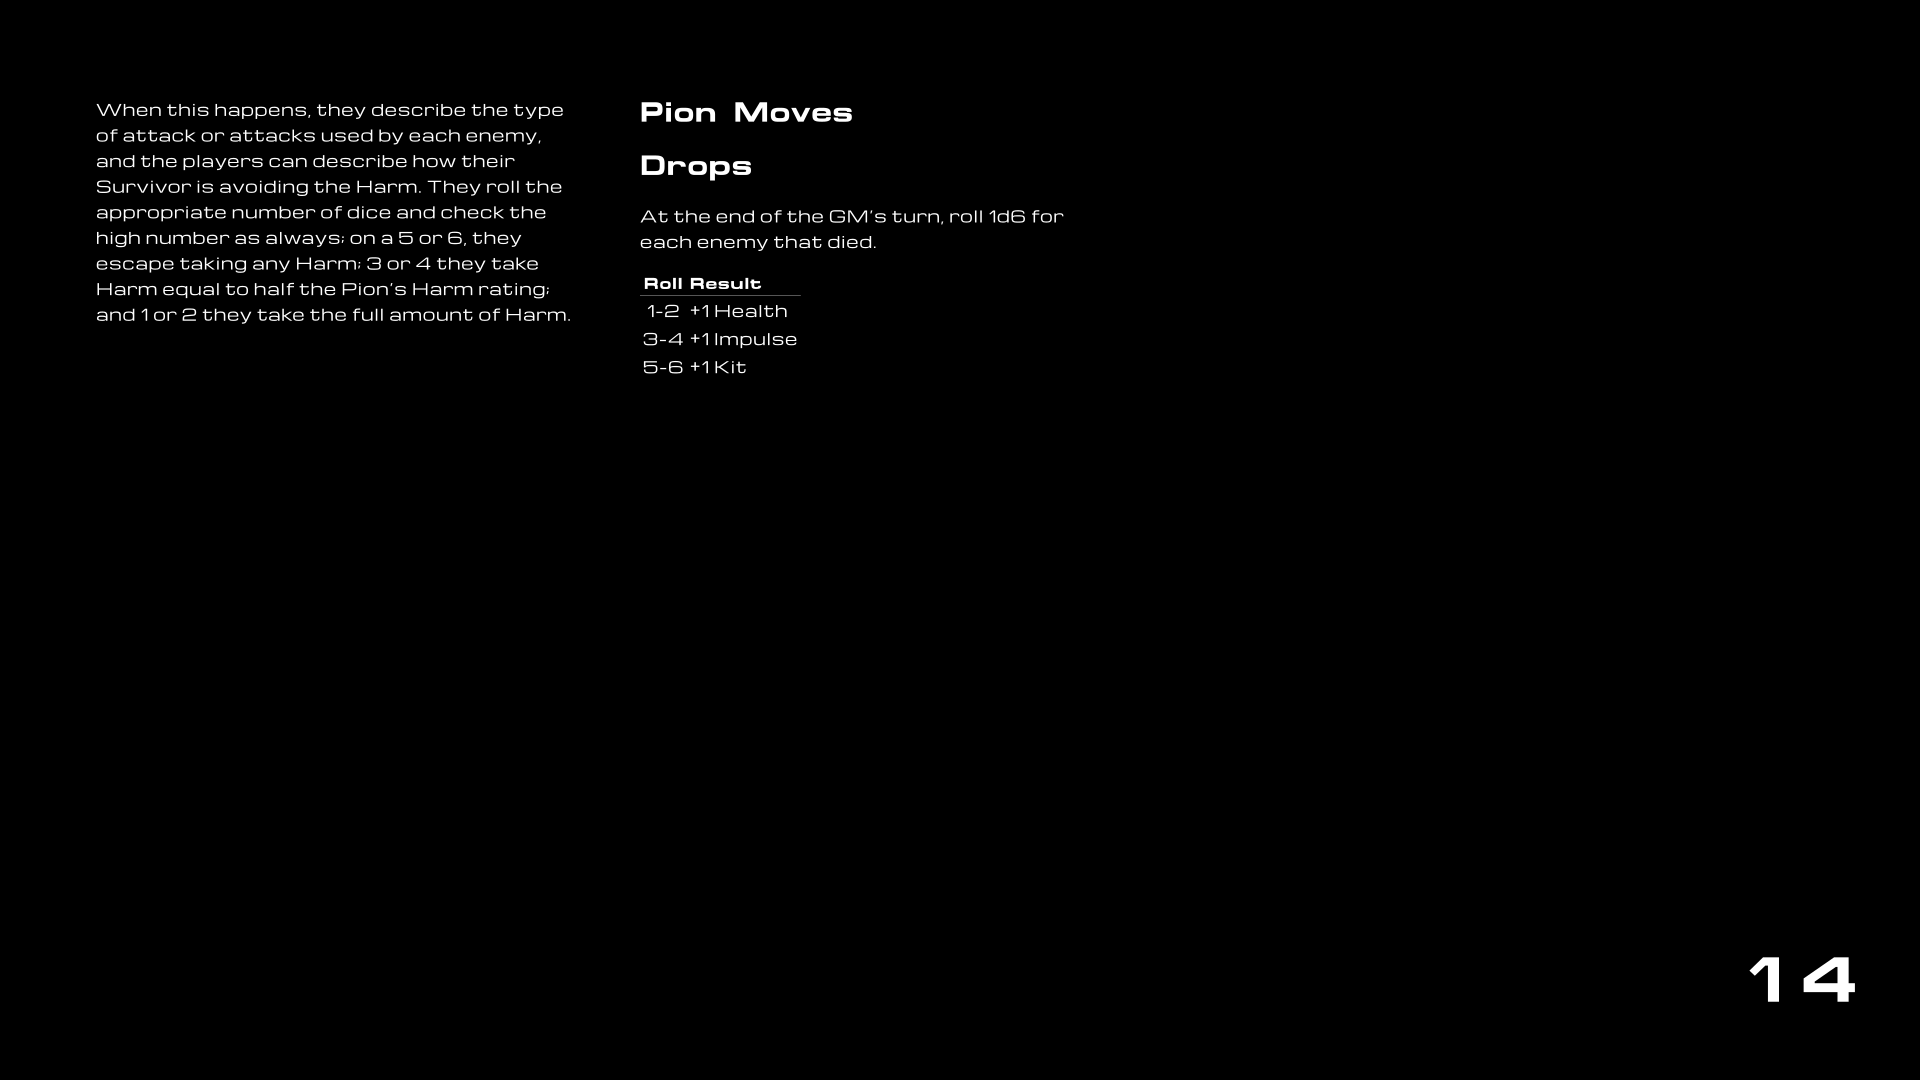 When this happens, they describe the type
of attack or attacks used by each enemy,
and the players can describe how their
Survivor is avoiding the Harm. They roll the
appropriate number of dice and check the
high number as always; on a 5 or 6, they
escape taking any Harm; 3 or 4 they take
Harm equal to half the Pion’s Harm rating;
and 1 or 2 they take the full amount of Harm.
Pion Moves
Drops
At the end of the GM’s turn, roll 1d6 for
each enemy that died.
Roll Result
1-2 +1 Health
3-4 +1 Impulse
5-6 +1 Kit
14